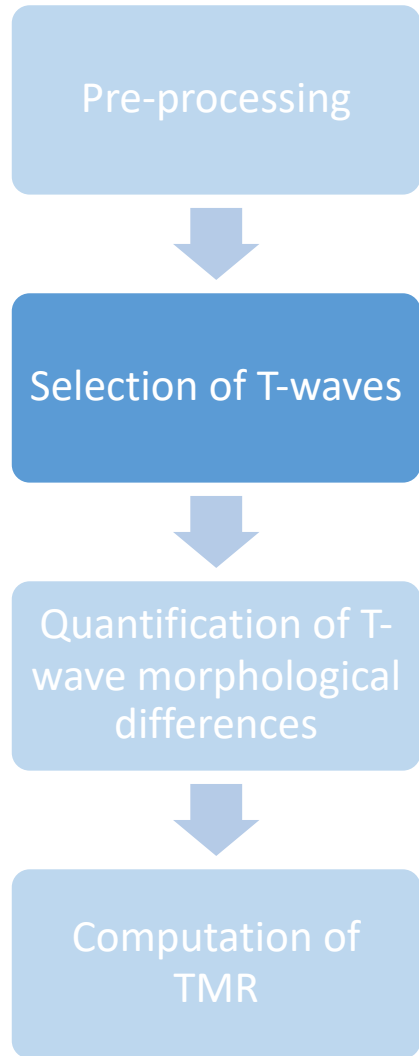 Pre-processing
Selection of T-waves
Quantification of T-
wave morphological
differences
Computation of
TMR